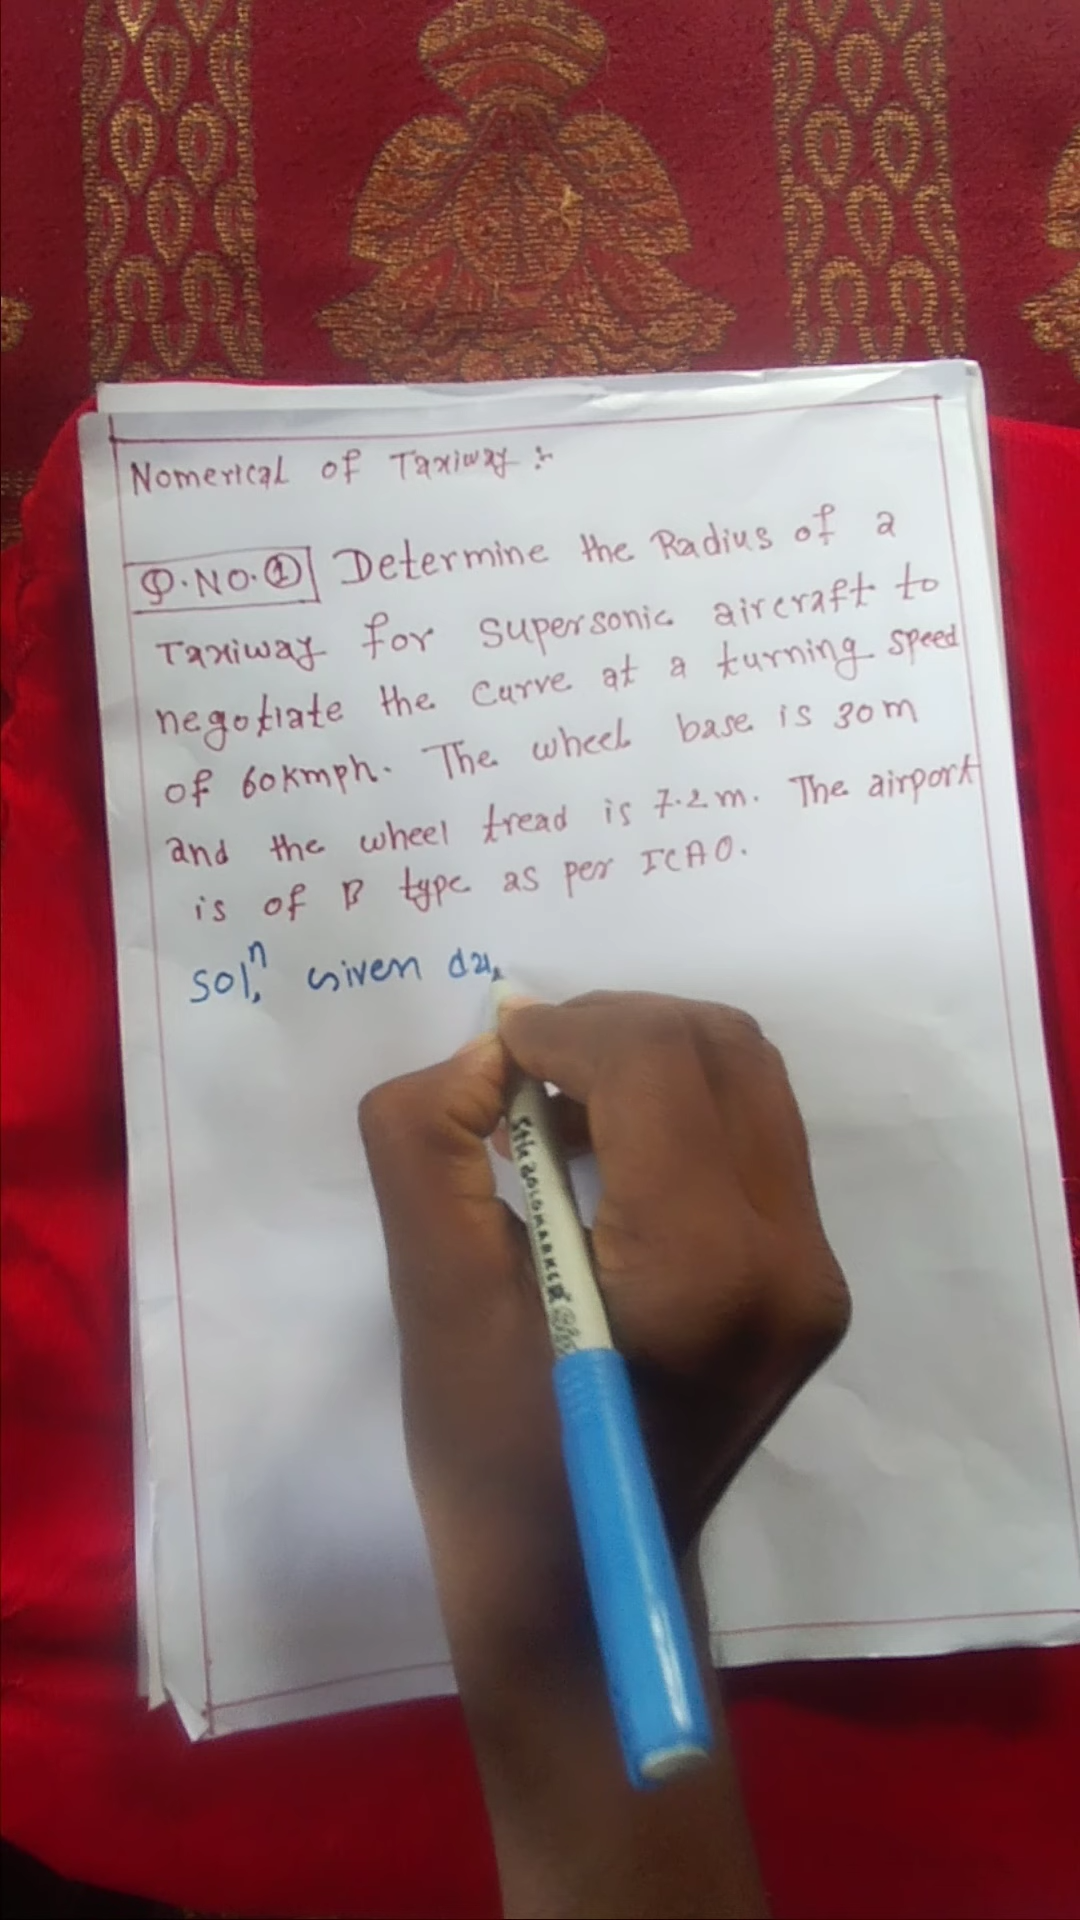 Nomerical of Taxiway :-
Q.NO.① Determine the Radius of a
Taxiway for supersonic aircraft to
negotiate the curve at a turning speed
of 60kmph. The wheel base is 30m
and the wheel tread is 7.2m. The airport
is of B type as per ICAO.
Solⁿ, Given da